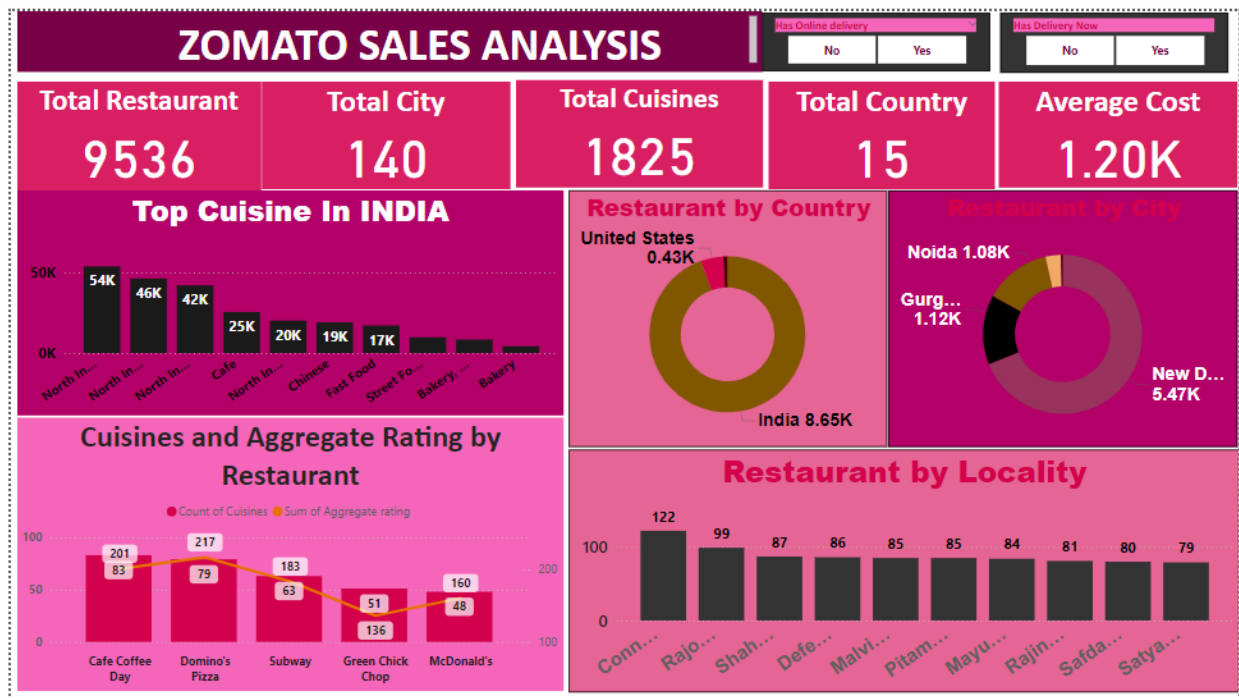 ZOMATO SALES ANALYSIS
Has Online delivery
No Yes
Has Delivery Now
No Yes
Total Restaurant
9536
Total City
140
Total Cuisines
1825
Total Country
15
Average Cost
1.20K
Top Cuisine In INDIA
50K
0K
54K 46K 42K 25K 20K 19K 17K
North In... North In... North In... Cafe North In... Chinese Fast Food Street Fo... Bakery, ... Bakery
Restaurant by Country
United States
0.43K
India 8.65K
Restaurant by City
Noida 1.08K
Gurg...
1.12K
New D...
5.47K
Cuisines and Aggregate Rating by
Restaurant
Count of Cuisines Sum of Aggregate rating
100
50
0
201 217 183 51 160
83 79 63 136 48
200
100
Cafe Coffee
Day
Domino's
Pizza
Subway
Green Chick
Chop
McDonald's
Restaurant by Locality
100
0
122 99 87 86 85 85 84 81 80 79
Conn... Rajo... Shah... Defe... Malvi... Pitam... Mayu... Rajin... Safda... Satya...